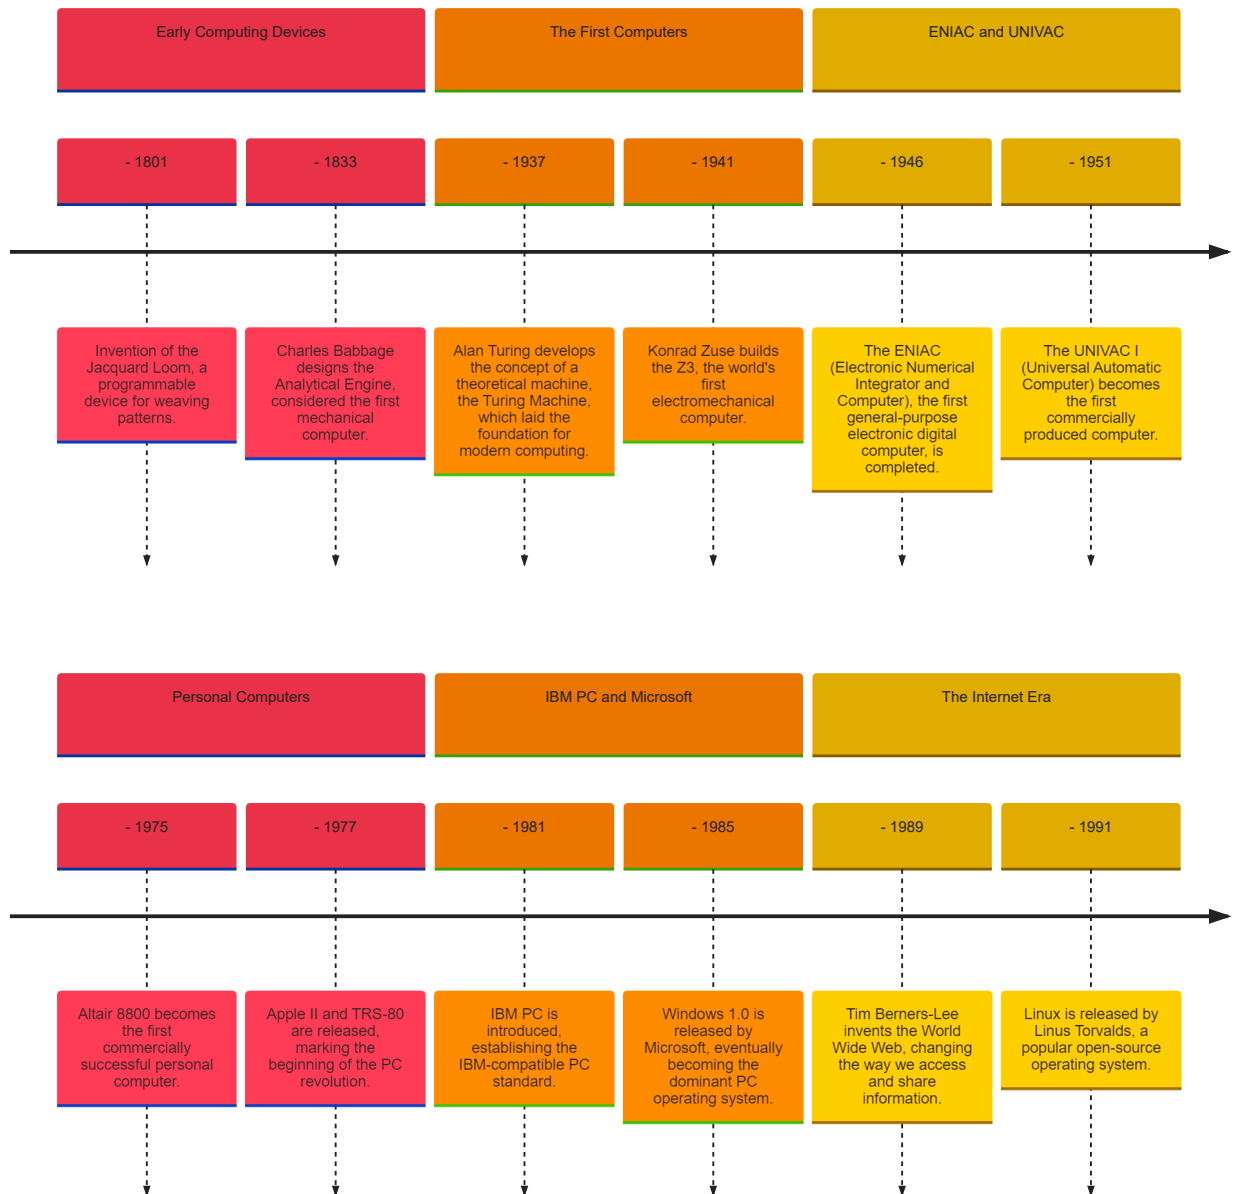 Early Computing Devices
The First Computers
ENIAC and UNIVAC
- 1801
- 1833
- 1937
- 1941
- 1946
- 1951
Invention of the
Jacquard Loom, a
programmable
device for weaving
patterns.
Charles Babbage
designs the
Analytical Engine,
considered the first
mechanical
computer.
Alan Turing develops
the concept of a
theoretical machine,
the Turing Machine,
which laid the
foundation for
modern computing.
Konrad Zuse builds
the Z3, the world's
first
electromechanical
computer.
The ENIAC
(Electronic Numerical
Integrator and
Computer), the first
general-purpose
electronic digital
computer, is
completed.
The UNIVAC I
(Universal Automatic
Computer) becomes
the first
commercially
produced computer.
Personal Computers
IBM PC and Microsoft
The Internet Era
- 1975
- 1977
- 1981
- 1985
- 1989
- 1991
Altair 8800 becomes
the first
commercially
successful personal
computer.
Apple II and TRS-80
are released,
marking the
beginning of the PC
revolution.
IBM PC is
introduced,
establishing the
IBM-compatible PC
standard.
Windows 1.0 is
released by
Microsoft, eventually
becoming the
dominant PC
operating system.
Tim Berners-Lee
invents the World
Wide Web, changing
the way we access
and share
information.
Linux is released by
Linus Torvalds, a
popular open-source
operating system.